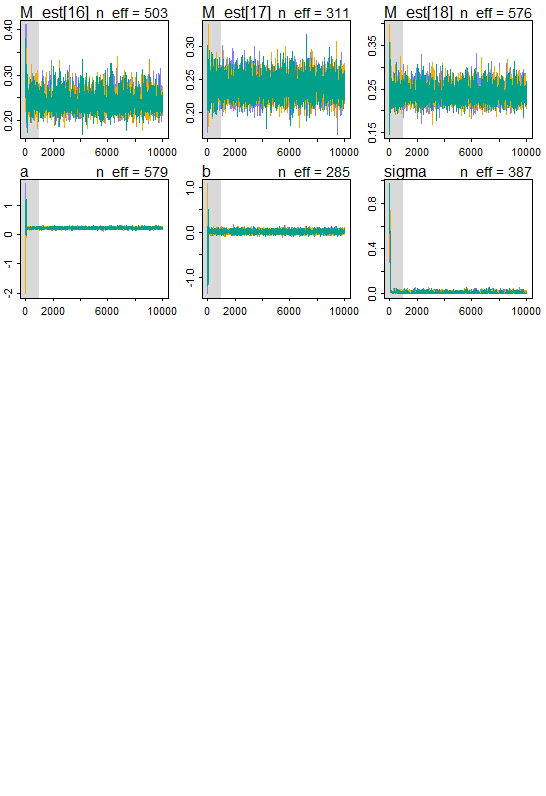 M_est[16] n_eff = 503
M_est[17] n_eff = 311
M_est[18] n_eff = 576
0.20 0.30 0.40
0.20 0.25 0.30
0.15 0.25 0.35
0 2000 6000 10000
0 2000 6000 10000
0 2000 6000 10000
a n_eff = 579
b n_eff = 285
sigma n_eff = 387
-2 -1 0 1
-1.0 0.0 1.0
0.0 0.4 0.8
0 2000 6000 10000
0 2000 6000 10000
0 2000 6000 10000